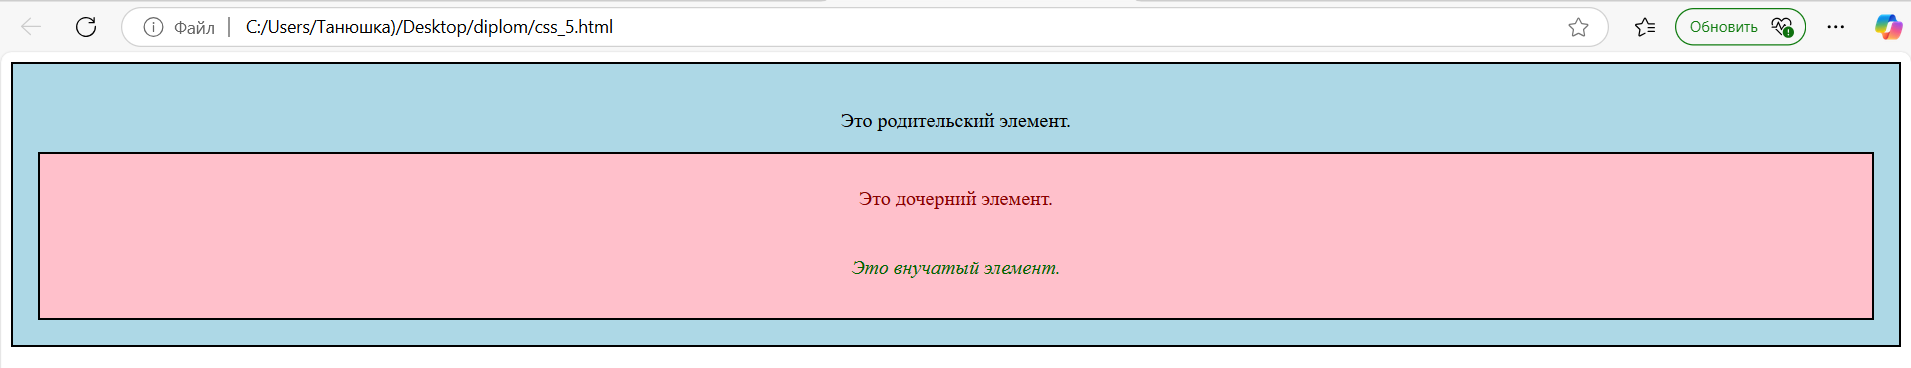 Файл
C:/Users/Танюшка)/Desktop/diplom/css_5.html
Обновить
Это родительский элемент.
Это дочерний элемент.
Это внучатый элемент.